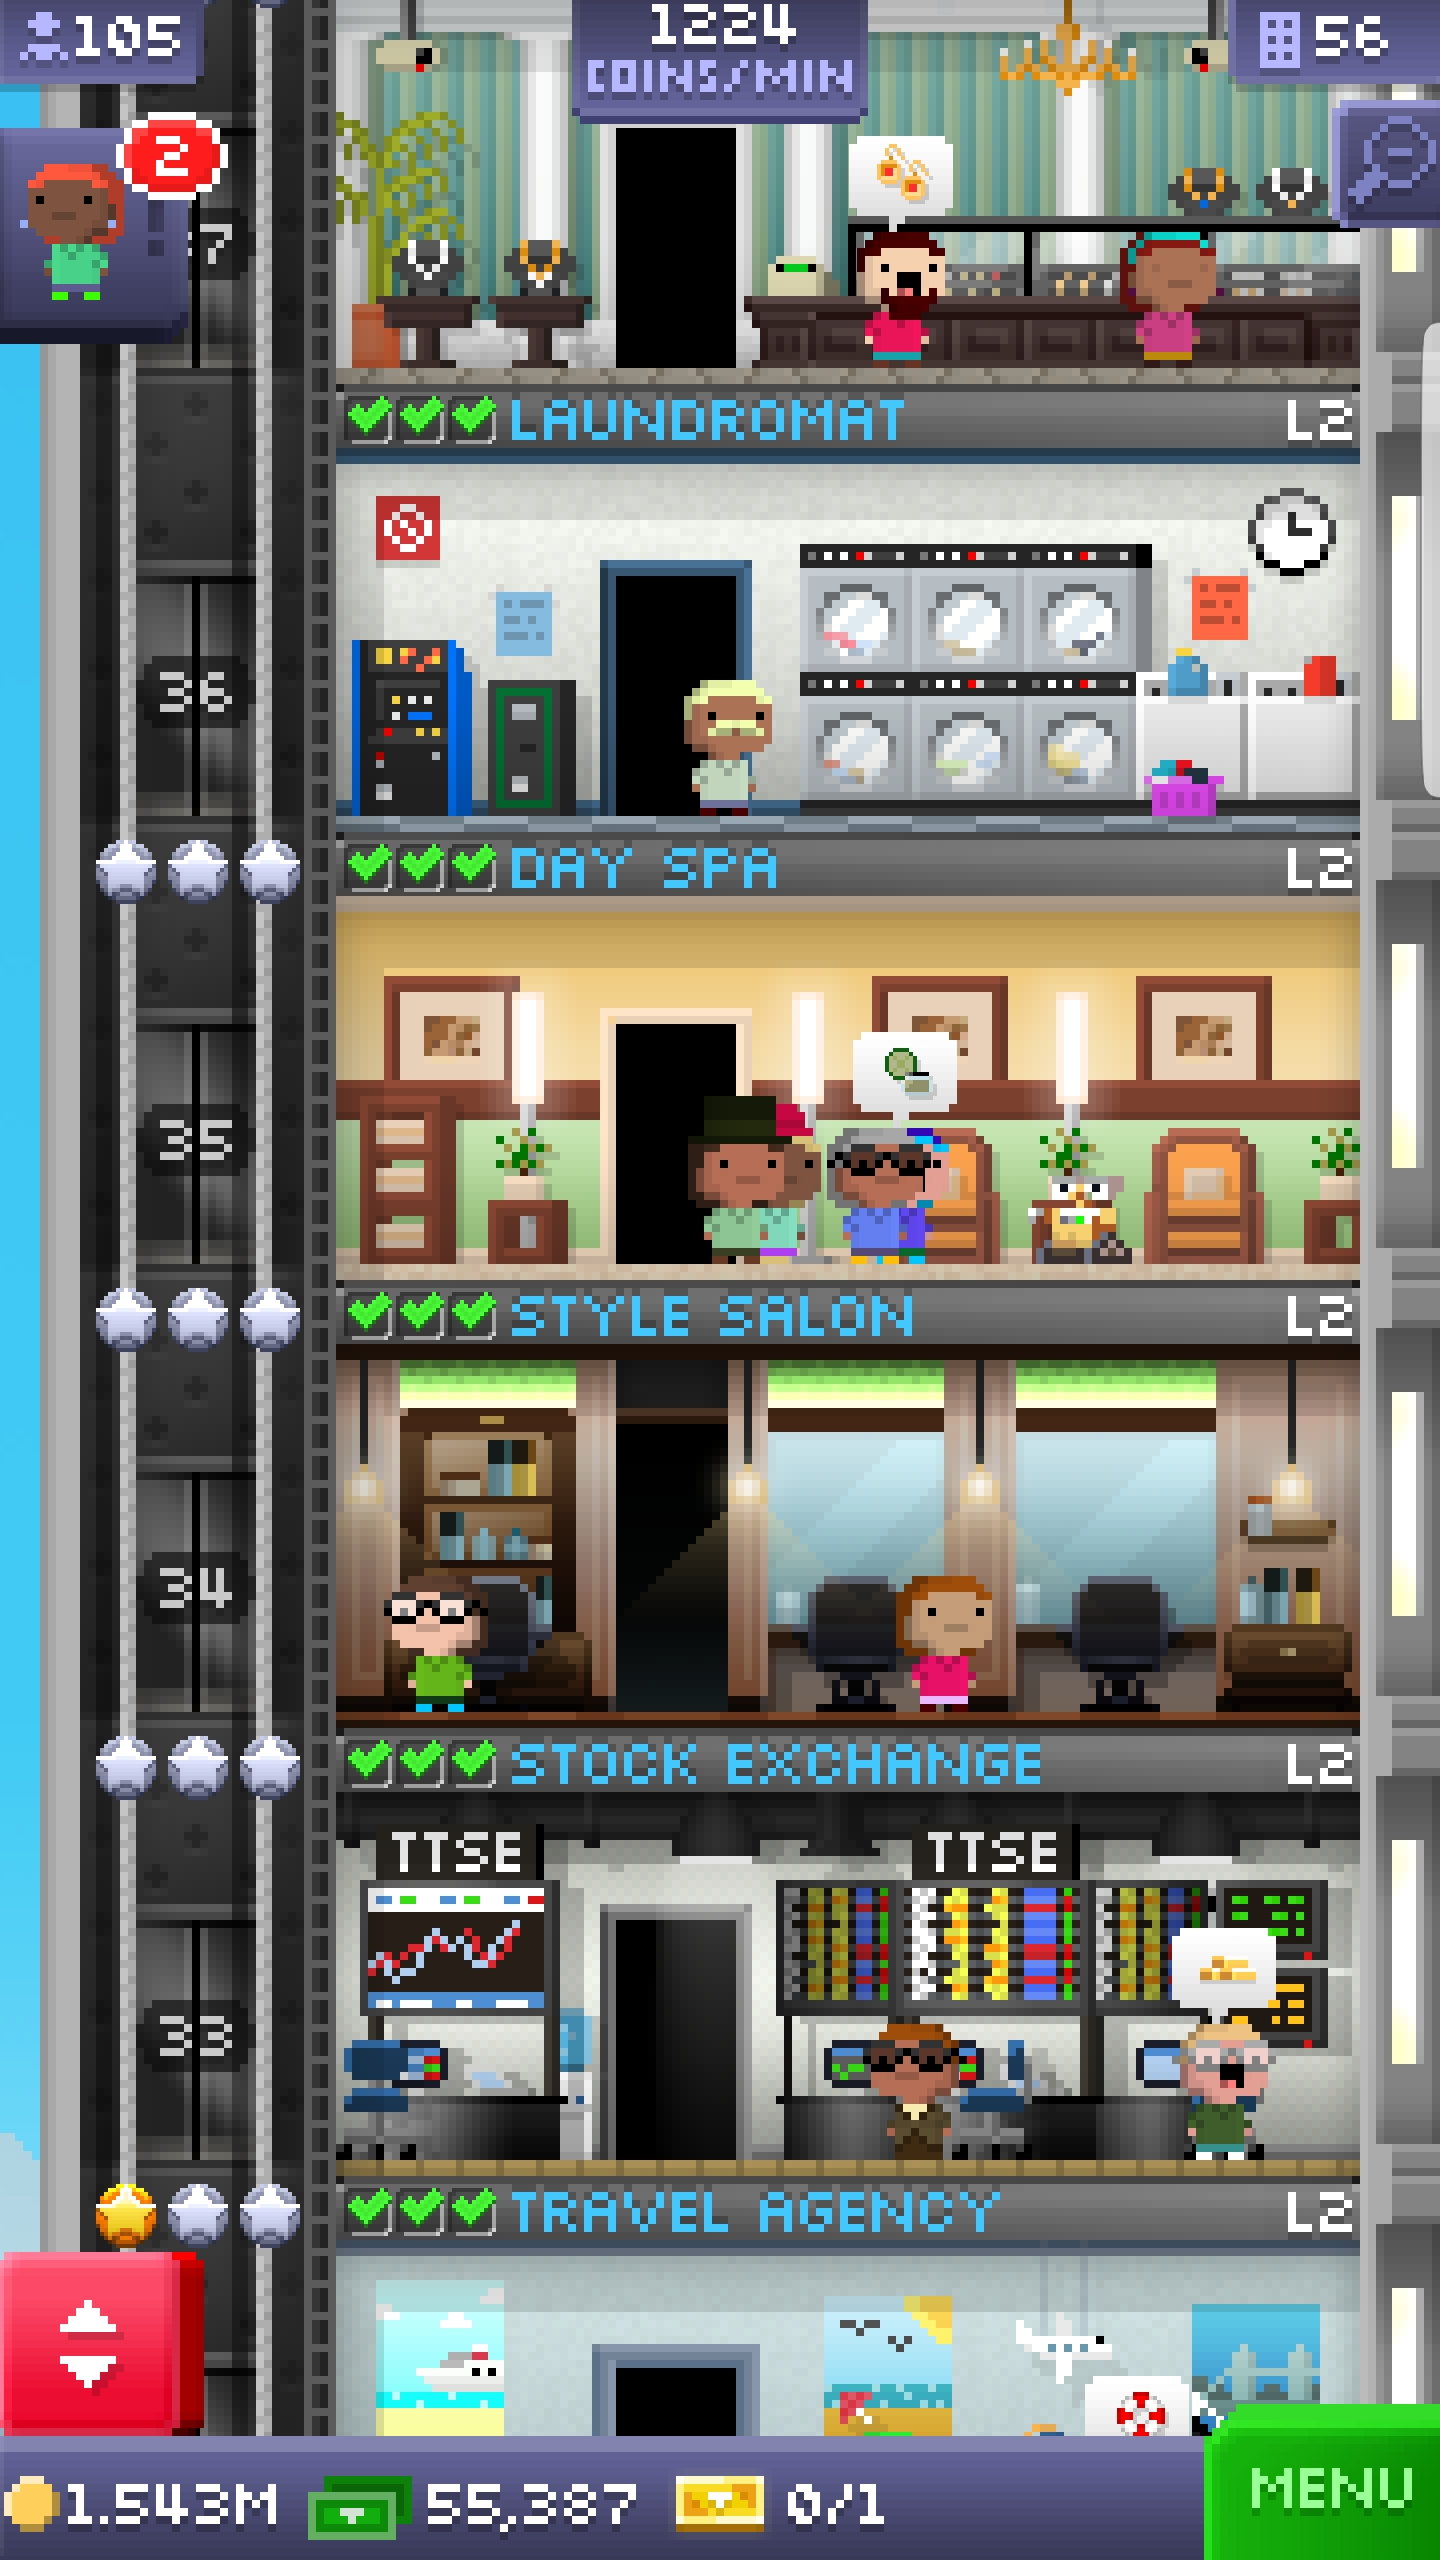 105
1224
COINS/MIN
56
2
7
LAUNDROMAT L2
36
DAY SPA L2
35
STYLE SALON L2
34
STOCK EXCHANGE L2
TTSE TTSE
33
TRAVEL AGENCY L2
1.543M 55,387 0/1
MENU